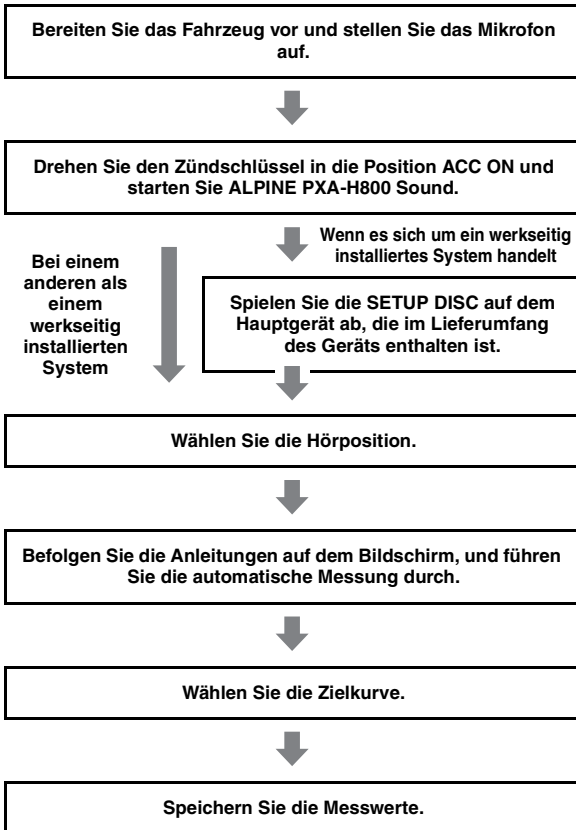 Bereiten Sie das Fahrzeug vor und stellen Sie das Mikrofon
auf.
Drehen Sie den Zündschlüssel in die Position ACC ON und
starten Sie ALPINE PXA-H800 Sound.
Wenn es sich um ein werkseitig
installiertes System handelt
Bei einem
anderen als
einem
werkseitig
installierten
System
Spielen Sie die SETUP DISC auf dem
Hauptgerät ab, die im Lieferumfang
des Geräts enthalten ist.
Wählen Sie die Hörposition.
Befolgen Sie die Anleitungen auf dem Bildschirm, und führen
Sie die automatische Messung durch.
Wählen Sie die Zielkurve.
Speichern Sie die Messwerte.